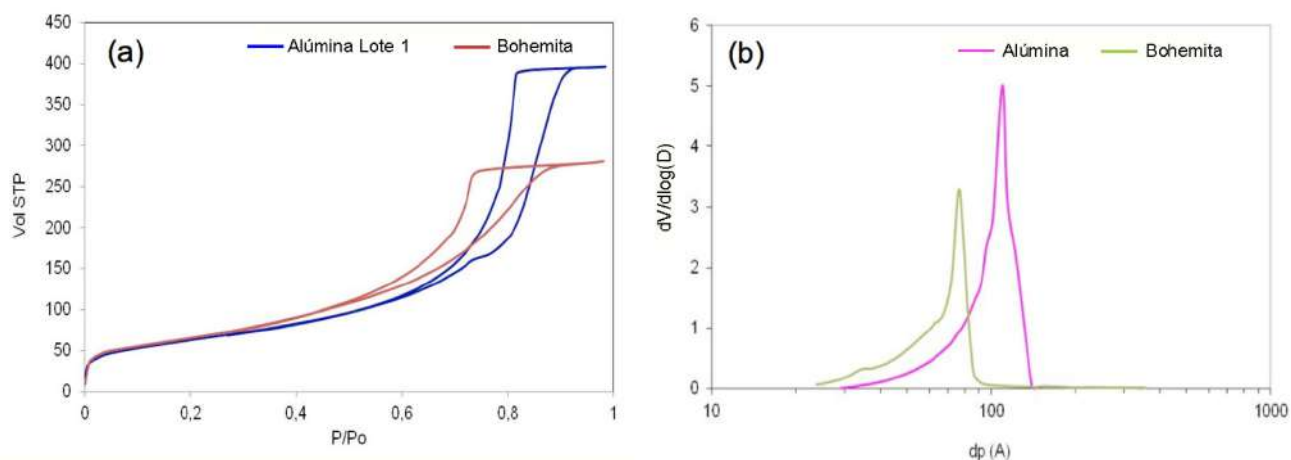 (a)
Alúmina Lote 1
Bohemita
450
400
350
300
250
200
150
100
50
0
Vol STP
0
0,2
0,4
0,6
0,8
1
P/Po
(b)
Alúmina
Bohemita
6
5
4
3
2
1
0
dV/dlog(D)
10
100
1000
dp (A)